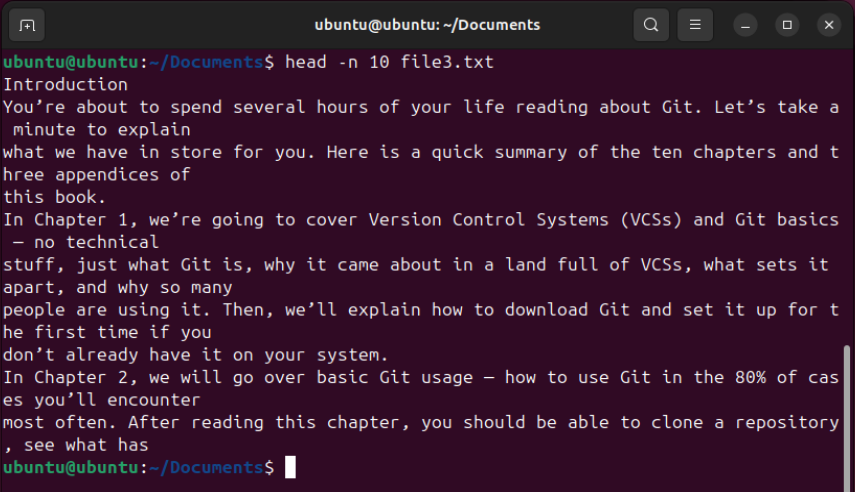 ubuntu@ubuntu: ~/Documents
ubuntu@ubuntu:~/Documents$ head -n 10 file3.txt
Introduction
You’re about to spend several hours of your life reading about Git. Let’s take a
 minute to explain
what we have in store for you. Here is a quick summary of the ten chapters and t
hree appendices of
this book.
In Chapter 1, we’re going to cover Version Control Systems (VCSs) and Git basics
 — no technical
stuff, just what Git is, why it came about in a land full of VCSs, what sets it
apart, and why so many
people are using it. Then, we’ll explain how to download Git and set it up for t
he first time if you
don’t already have it on your system.
In Chapter 2, we will go over basic Git usage — how to use Git in the 80% of cas
es you’ll encounter
most often. After reading this chapter, you should be able to clone a repository
, see what has
ubuntu@ubuntu:~/Documents$